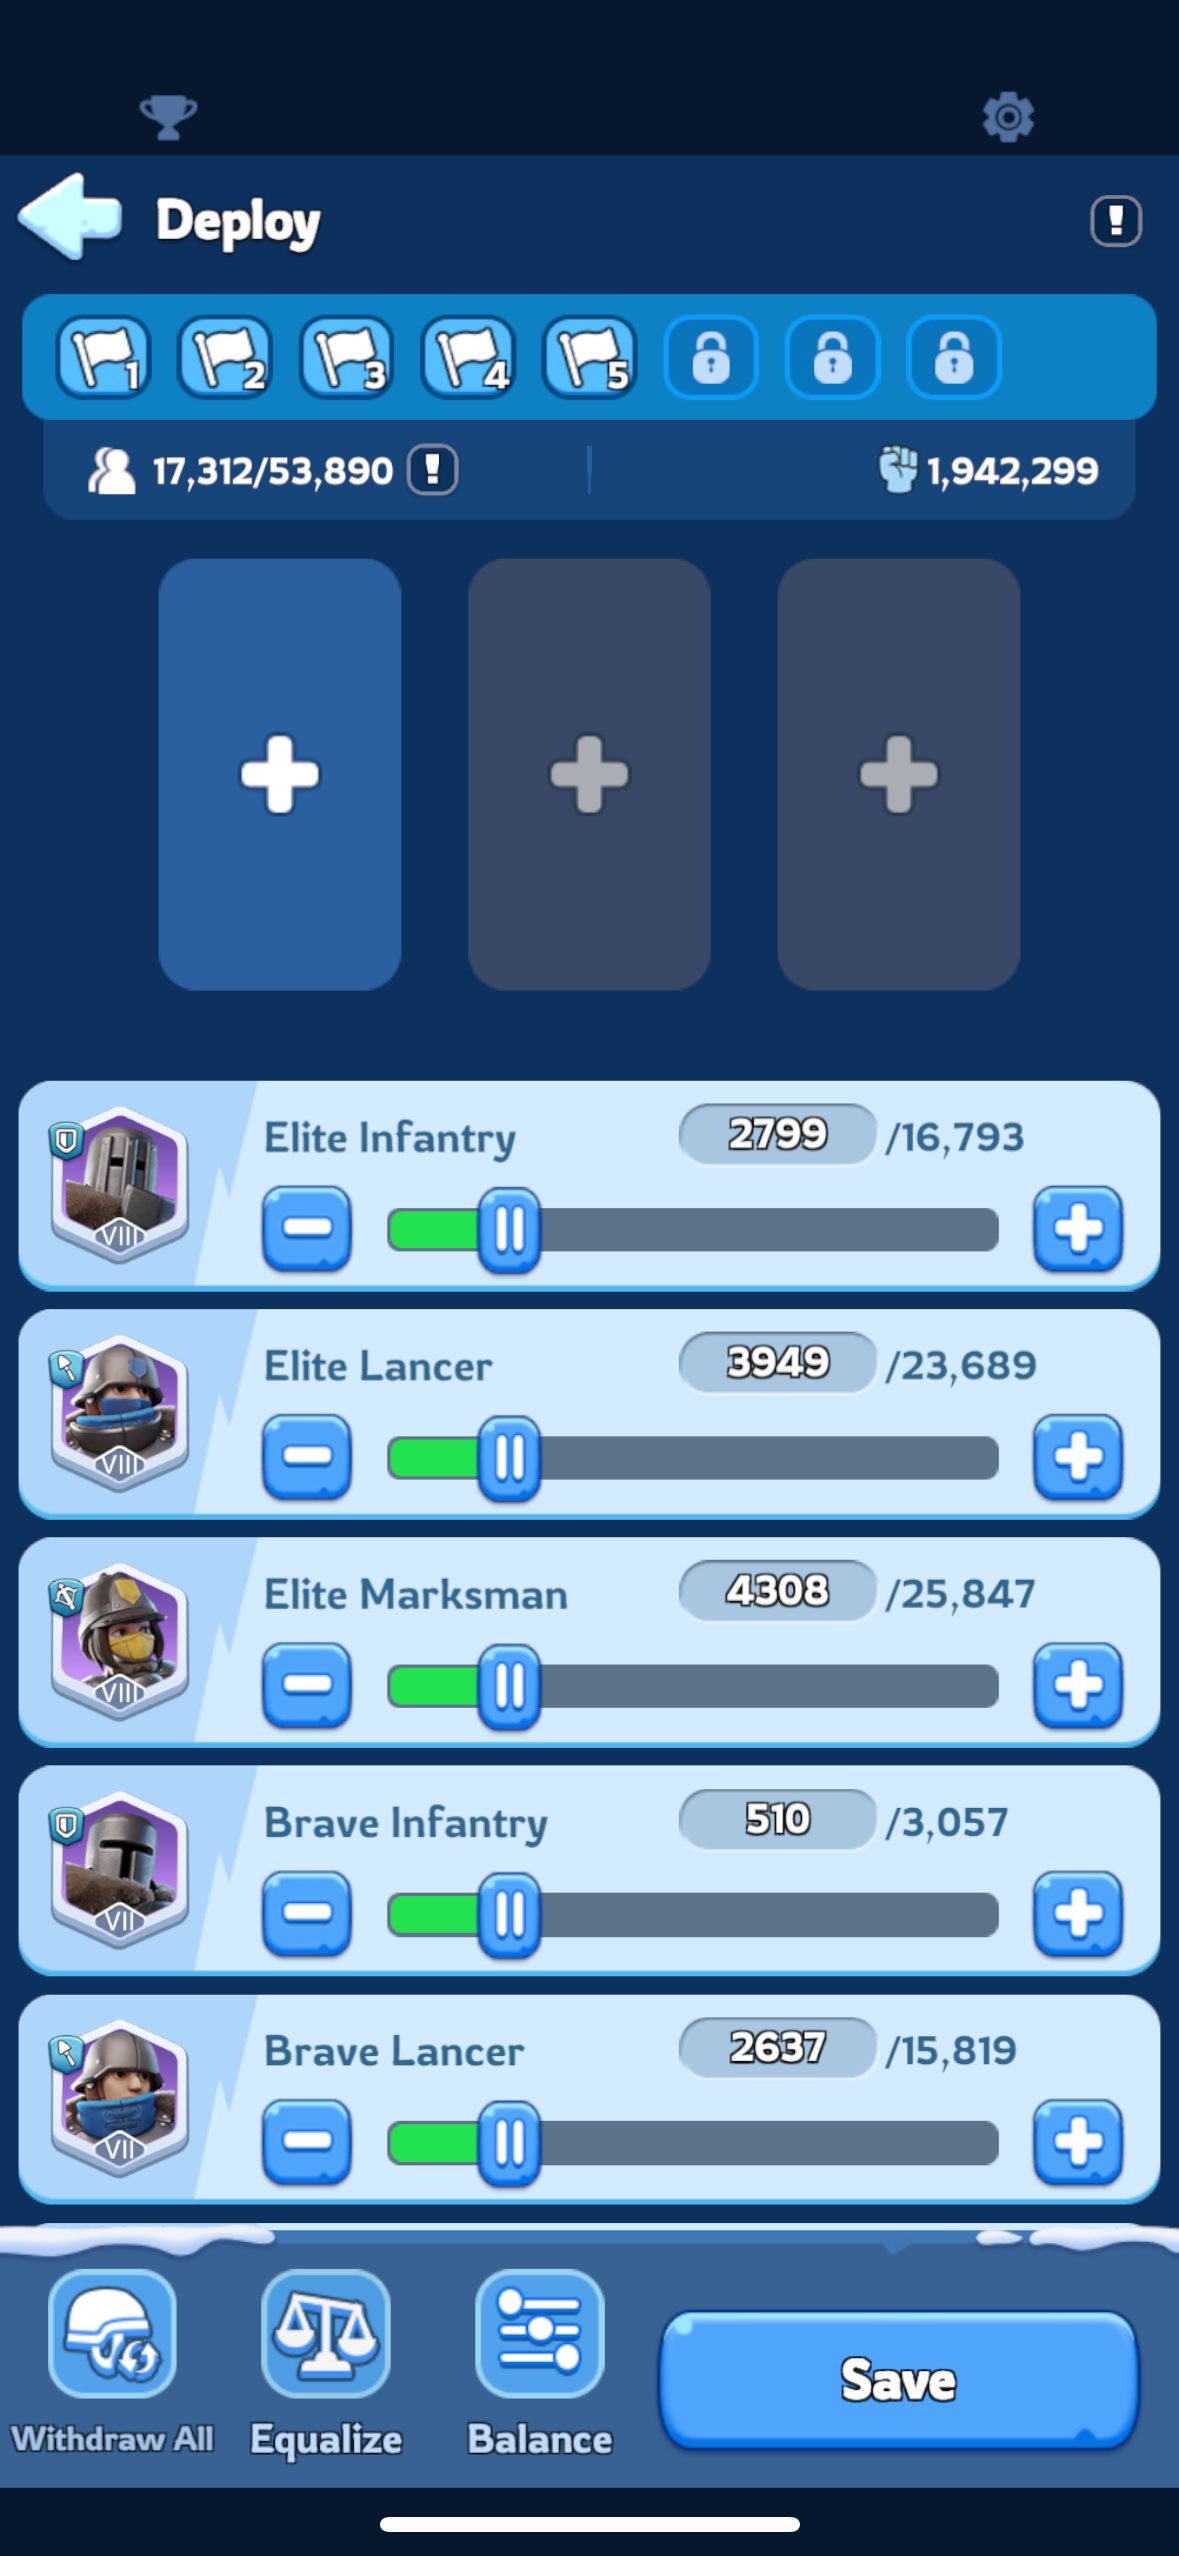 Deploy
!
1 2 3 4 5
17,312/53,890 ! 1,942,299
Elite Infantry 2799 /16,793
VIII
Elite Lancer 3949 /23,689
VIII
Elite Marksman 4308 /25,847
VIII
Brave Infantry 510 /3,057
VII
Brave Lancer 2637 /15,819
VII
Save
Withdraw All Equalize Balance